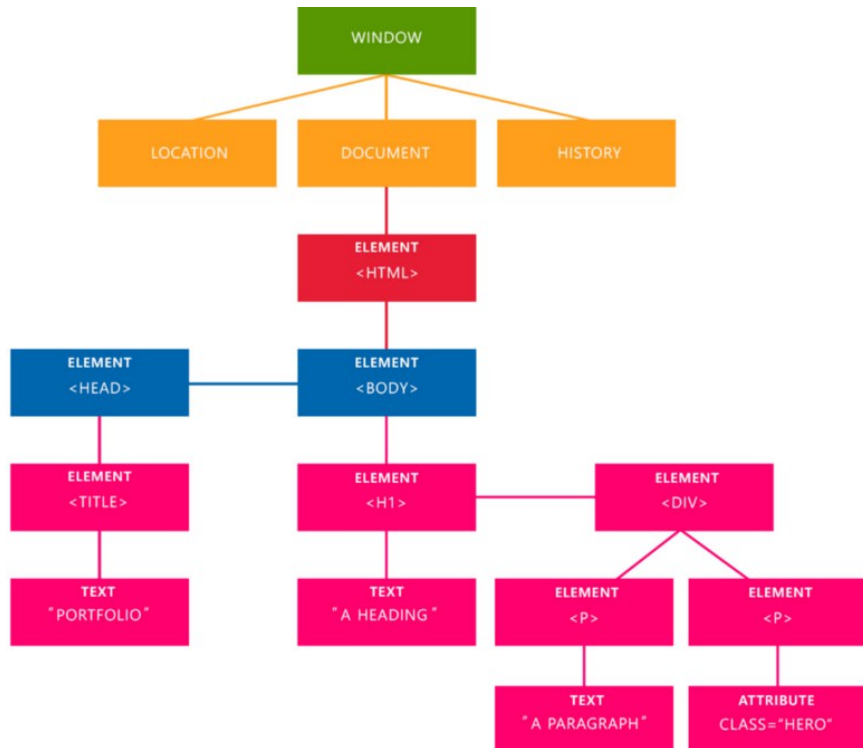 WINDOW
LOCATION
DOCUMENT
HISTORY
ELEMENT
<HTML>
ELEMENT
<HEAD>
ELEMENT
<BODY>
ELEMENT
<TITLE>
ELEMENT
<H1>
ELEMENT
<DIV>
TEXT
"PORTFOLIO"
TEXT
"A HEADING"
ELEMENT
<P>
ELEMENT
<P>
TEXT
"A PARAGRAPH"
ATTRIBUTE
CLASS="HERO"